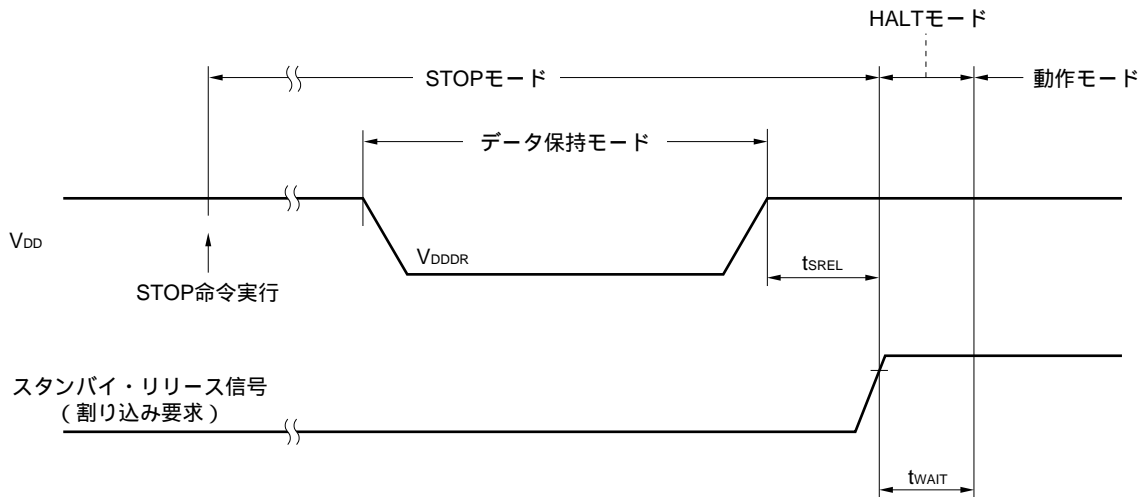 HALTモード
STOPモード
動作モード
データ保持モード
VDD
VDDDR
tSREL
STOP命令実行
スタンバイ・リリース信号
(割り込み要求)
tWAIT